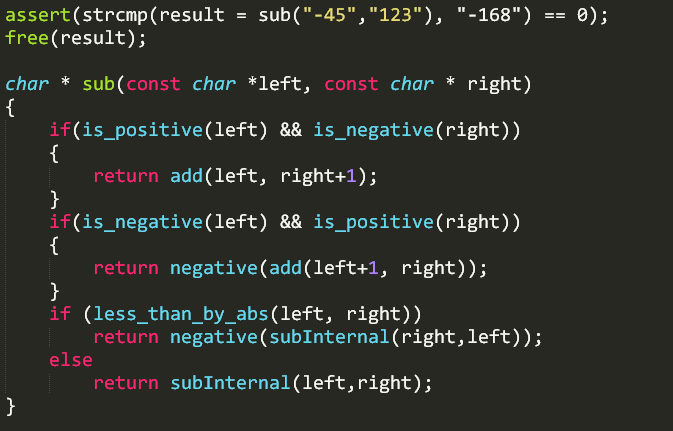 assert(strcmp(result = sub("-45","123"), "-168") == 0);
free(result);
char * sub(const char *left, const char * right)
{
if(is_positive(left) && is_negative(right))
{
return add(left, right+1);
}
if(is_negative(left) && is_positive(right))
{
return negative(add(left+1, right));
}
if (less_than_by_abs(left, right))
return negative(subInternal(right,left));
else
return subInternal(left,right);
}